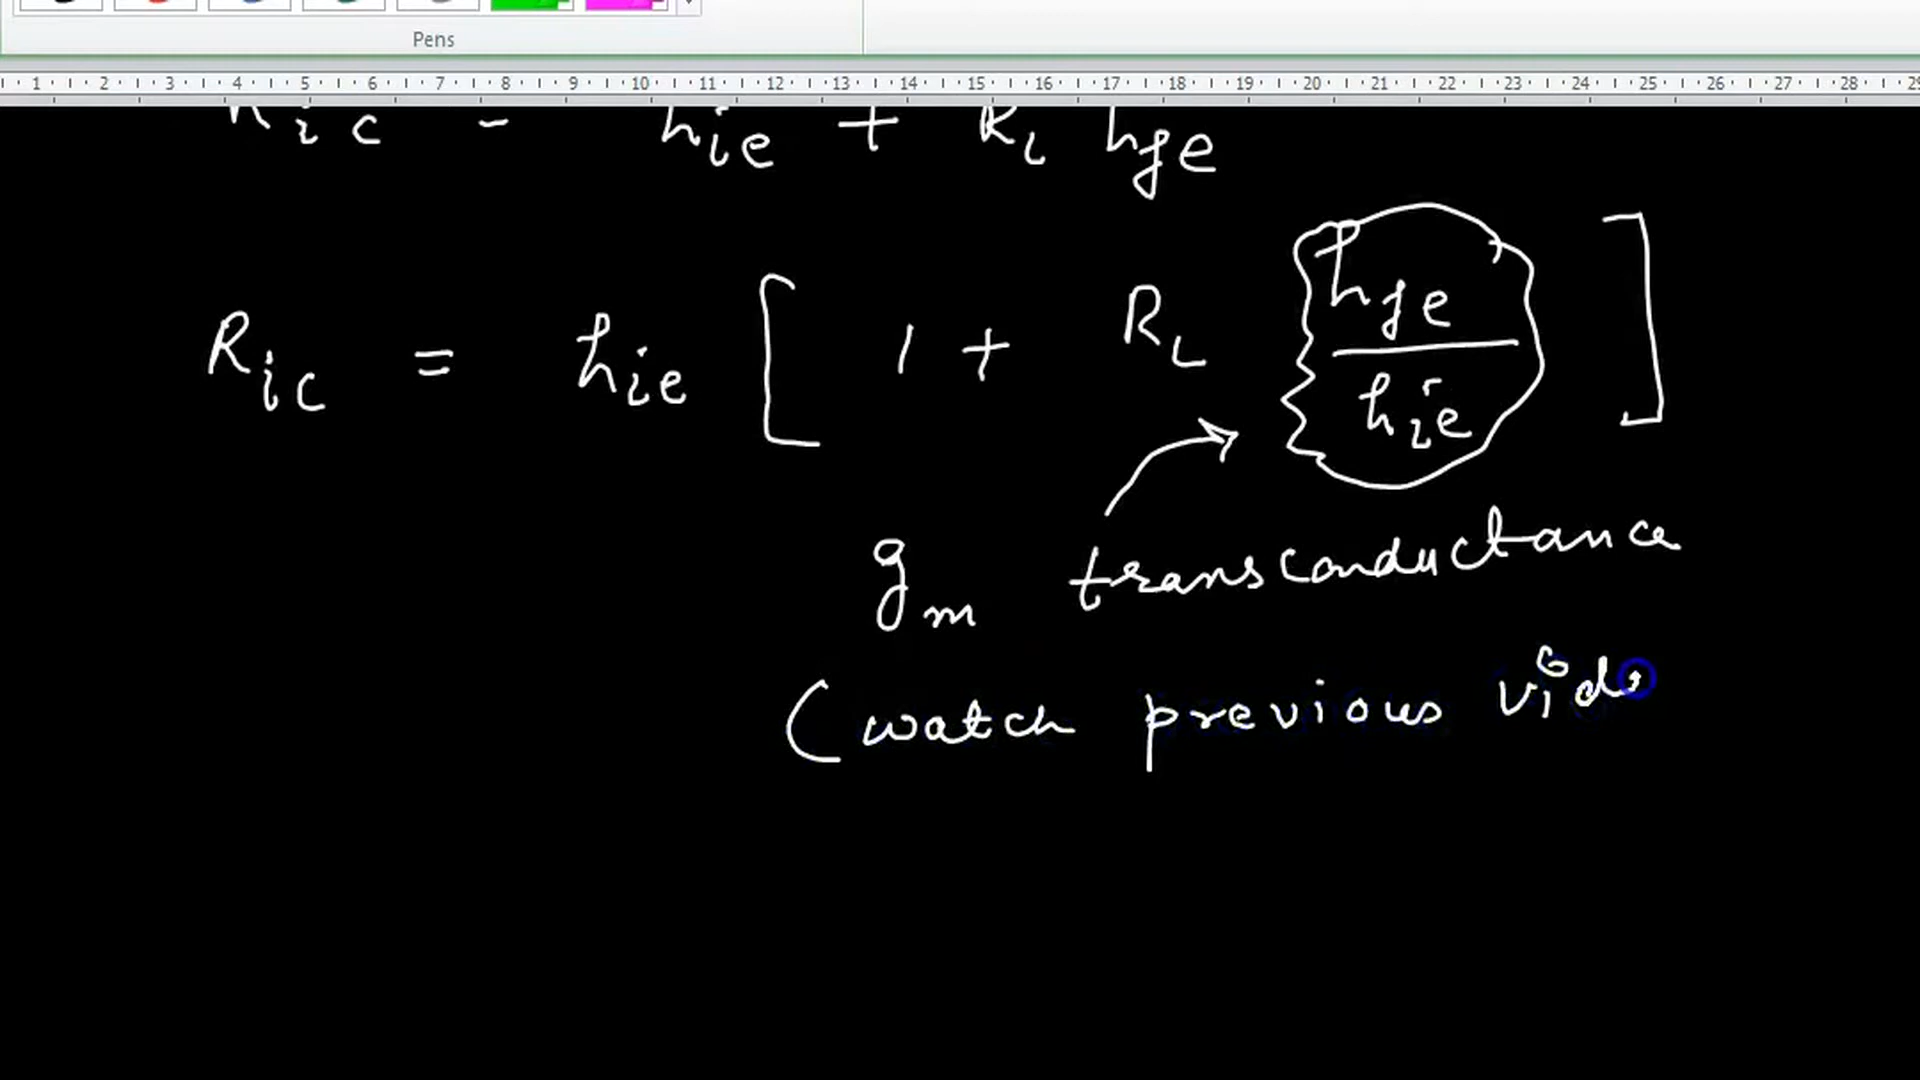 Pens
1 2 3 4 5 6 7 8 9 10 11 12 13 14 15 16 17 18 19 20 21 22 23 24 25 26 27 28 29
Ric = hie + RL hfe
Ric = hie [ 1 + RL hfe / hie ]
gm transconductance
(watch previous vido